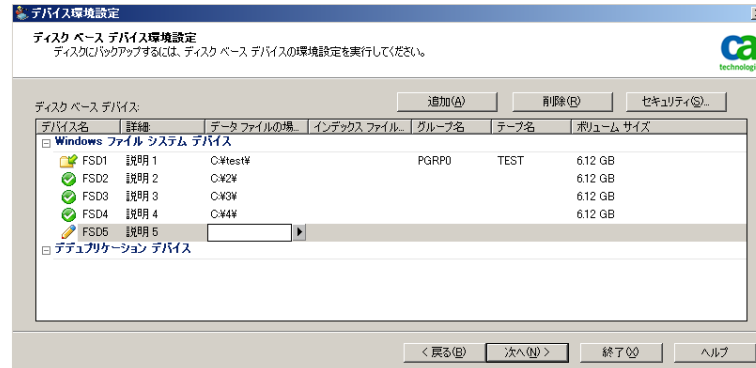 デバイス環境設定
ディスク ベース デバイス環境設定
ディスクにバックアップするには、ディスク ベース デバイスの環境設定を実行してください。
ca
technologi
ディスク ベース デバイス:
追加(A) 削除(R) セキュリティ(S)...
デバイス名 詳細 データ ファイルの場... インデックス ファイル... グループ名 テープ名 ボリューム サイズ
Windows ファイル システム デバイス
FSD1 説明 1 C:¥test¥ PGRP0 TEST 6.12 GB
FSD2 説明 2 C:¥2¥ 6.12 GB
FSD3 説明 3 C:¥3¥ 6.12 GB
FSD4 説明 4 C:¥4¥ 6.12 GB
FSD5 説明 5
デデュプリケーション デバイス
< 戻る(B) 次へ(N) > 終了(X) ヘルプ